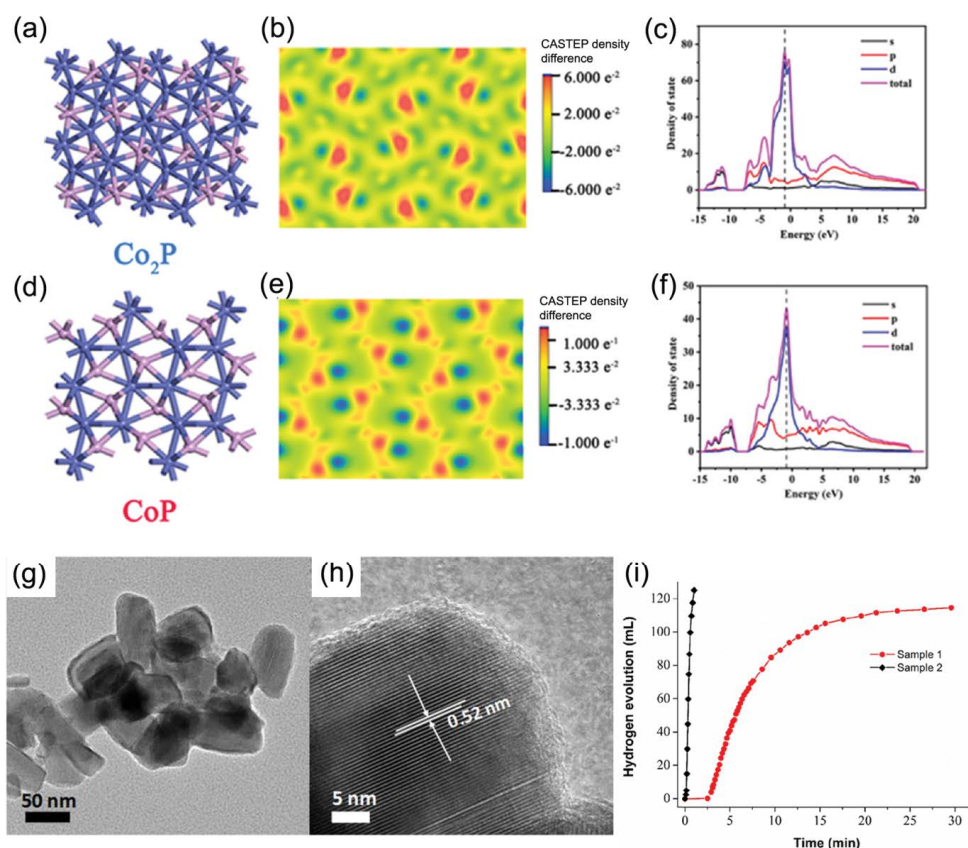 (a)
(b)
CASTEP density
difference
6.000 e⁻²
2.000 e⁻²
-2.000 e⁻²
-6.000 e⁻²
(c)
80
60
40
20
0
Density of state
s
p
d
total
-15 -10 -5 0 5 10 15 20
Energy (eV)
Co₂P
(d)
(e)
CASTEP density
difference
1.000 e⁻¹
3.333 e⁻²
-3.333 e⁻²
-1.000 e⁻¹
(f)
50
40
30
20
10
0
Density of state
s
p
d
total
-15 -10 -5 0 5 10 15 20
Energy (eV)
CoP
(g)
50 nm
(h)
0.52 nm
5 nm
(i)
120
100
80
60
40
20
0
Hydrogen evolution (mL)
Sample 1
Sample 2
0 5 10 15 20 25 30
Time (min)